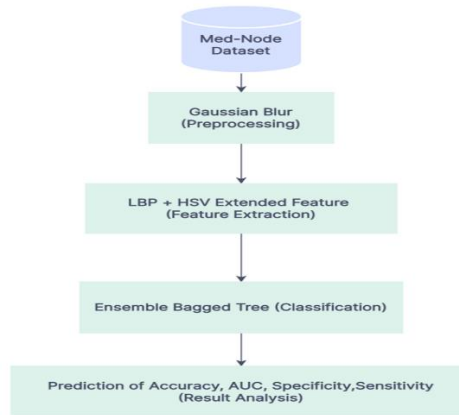 Med-Node
Dataset
Gaussian Blur
(Preprocessing)
LBP + HSV Extended Feature
(Feature Extraction)
Ensemble Bagged Tree (Classification)
Prediction of Accuracy, AUC, Specificity,Sensitivity
(Result Analysis)